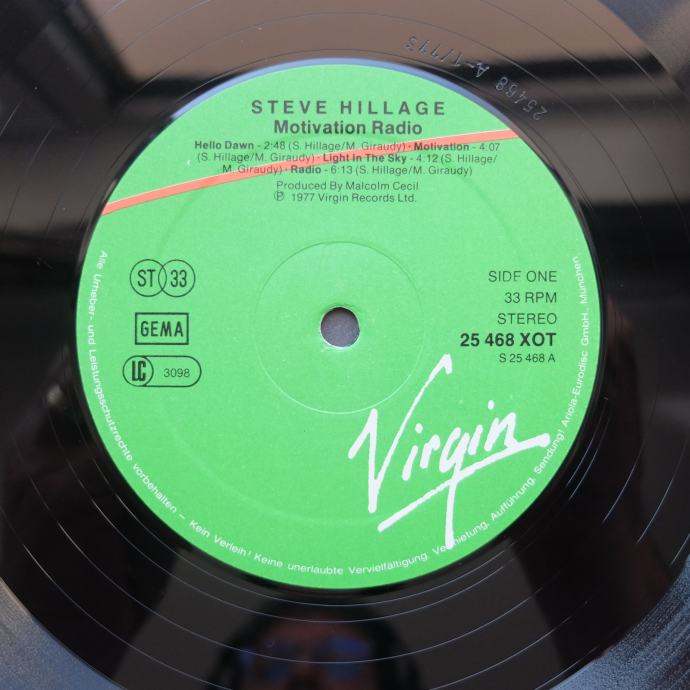 25468 A-1/77S
STEVE HILLAGE
Motivation Radio
Hello Dawn - 2:48 (S. Hillage/M. Giraudy) · Motivation - 4:07
(S. Hillage/M. Giraudy) · Light In The Sky - 4.12 (S. Hillage/
M. Giraudy) · Radio - 6:13 (S. Hillage/M. Giraudy)
Produced By Malcolm Cecil
℗ 1977 Virgin Records Ltd.
ST 33
GEMA
LC 3098
SIDE ONE
33 RPM
STEREO
25 468 XOT
S 25 468 A
Virgin
Alle Urheber- und Leistungsschutzrechte vorbehalten – Kein Verleih! Keine unerlaubte Vervielfältigung, Vermietung, Aufführung, Sendung! Ariola-Eurodisc GmbH., München